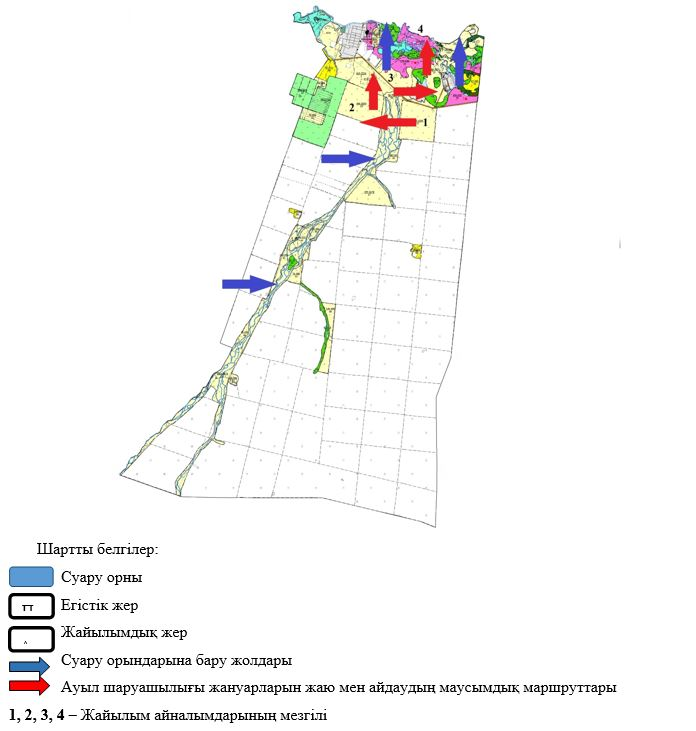 4
3
2
1
Шартты белгілер:
Суару орны
ТТ
Егістік жер
Жайылымдық жер
Суару орындарына бару жолдары
Ауыл шаруашылығы жануарларын жаю мен айдаудың маусымдық маршруттары
1, 2, 3, 4 – Жайылым айналымдарының мезгілі